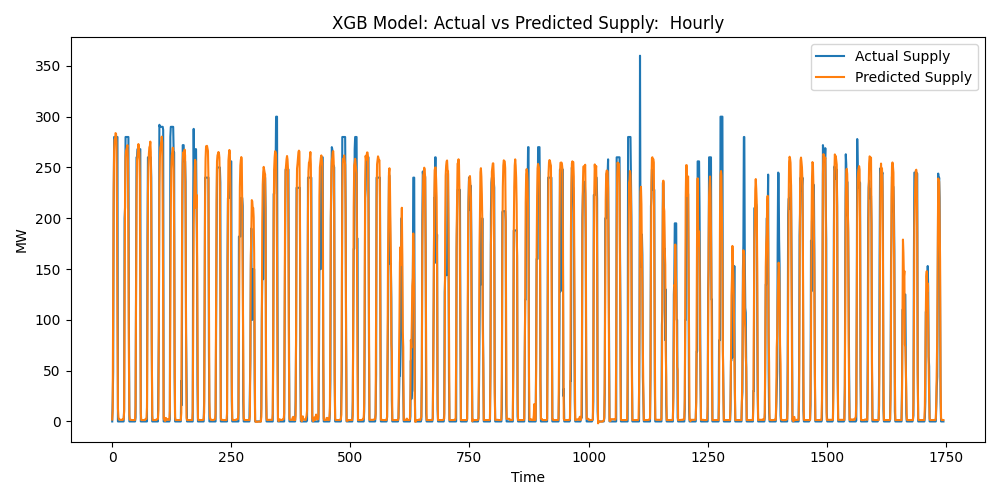 XGB Model: Actual vs Predicted Supply:  Hourly
Actual Supply
Predicted Supply
MW
350
300
250
200
150
100
50
0
0 250 500 750 1000 1250 1500 1750
Time